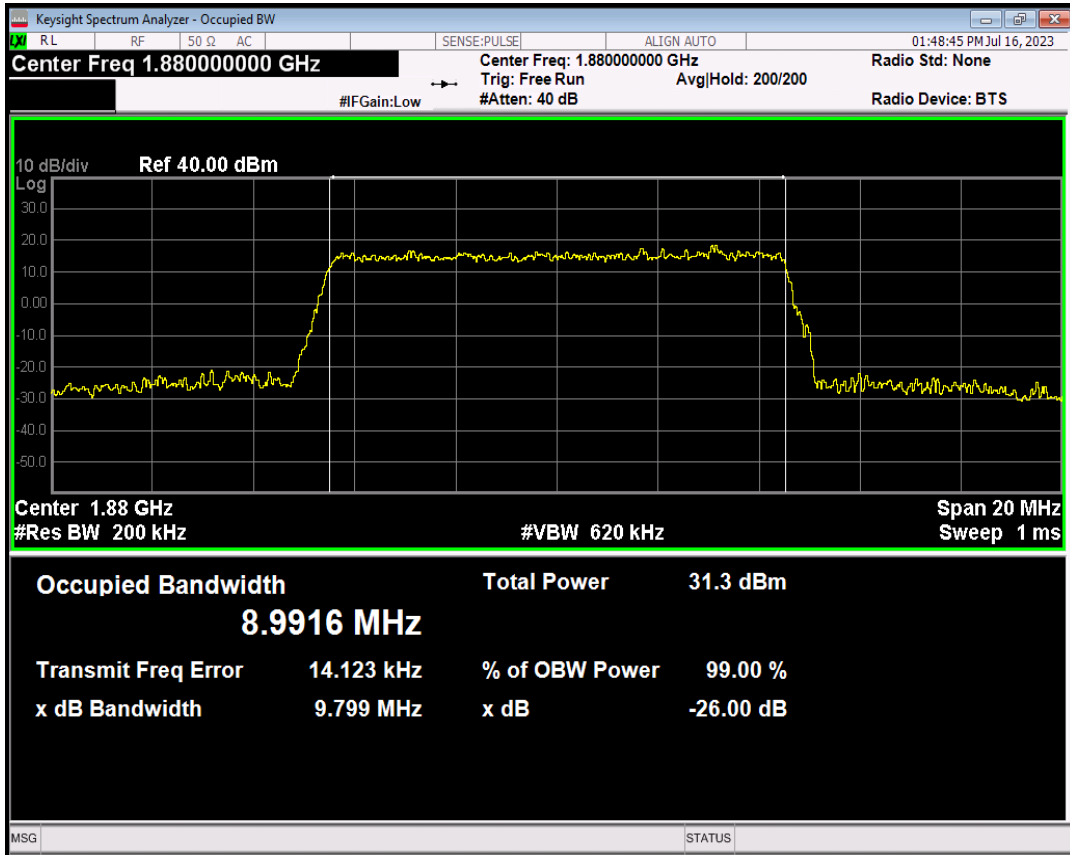 Keysight Spectrum Analyzer - Occupied BW
LXI RL RF 50 Ω AC SENSE:PULSE ALIGN AUTO 01:48:45 PM Jul 16, 2023
Center Freq 1.880000000 GHz Center Freq: 1.880000000 GHz Radio Std: None
Trig: Free Run Avg|Hold: 200/200
#IFGain:Low #Atten: 40 dB Radio Device: BTS
10 dB/div Ref 40.00 dBm
Log
30.0
20.0
10.0
0.00
-10.0
-20.0
-30.0
-40.0
-50.0
Center 1.88 GHz Span 20 MHz
#Res BW 200 kHz #VBW 620 kHz Sweep 1 ms
Occupied Bandwidth Total Power 31.3 dBm
8.9916 MHz
Transmit Freq Error 14.123 kHz % of OBW Power 99.00 %
x dB Bandwidth 9.799 MHz x dB -26.00 dB
MSG STATUS